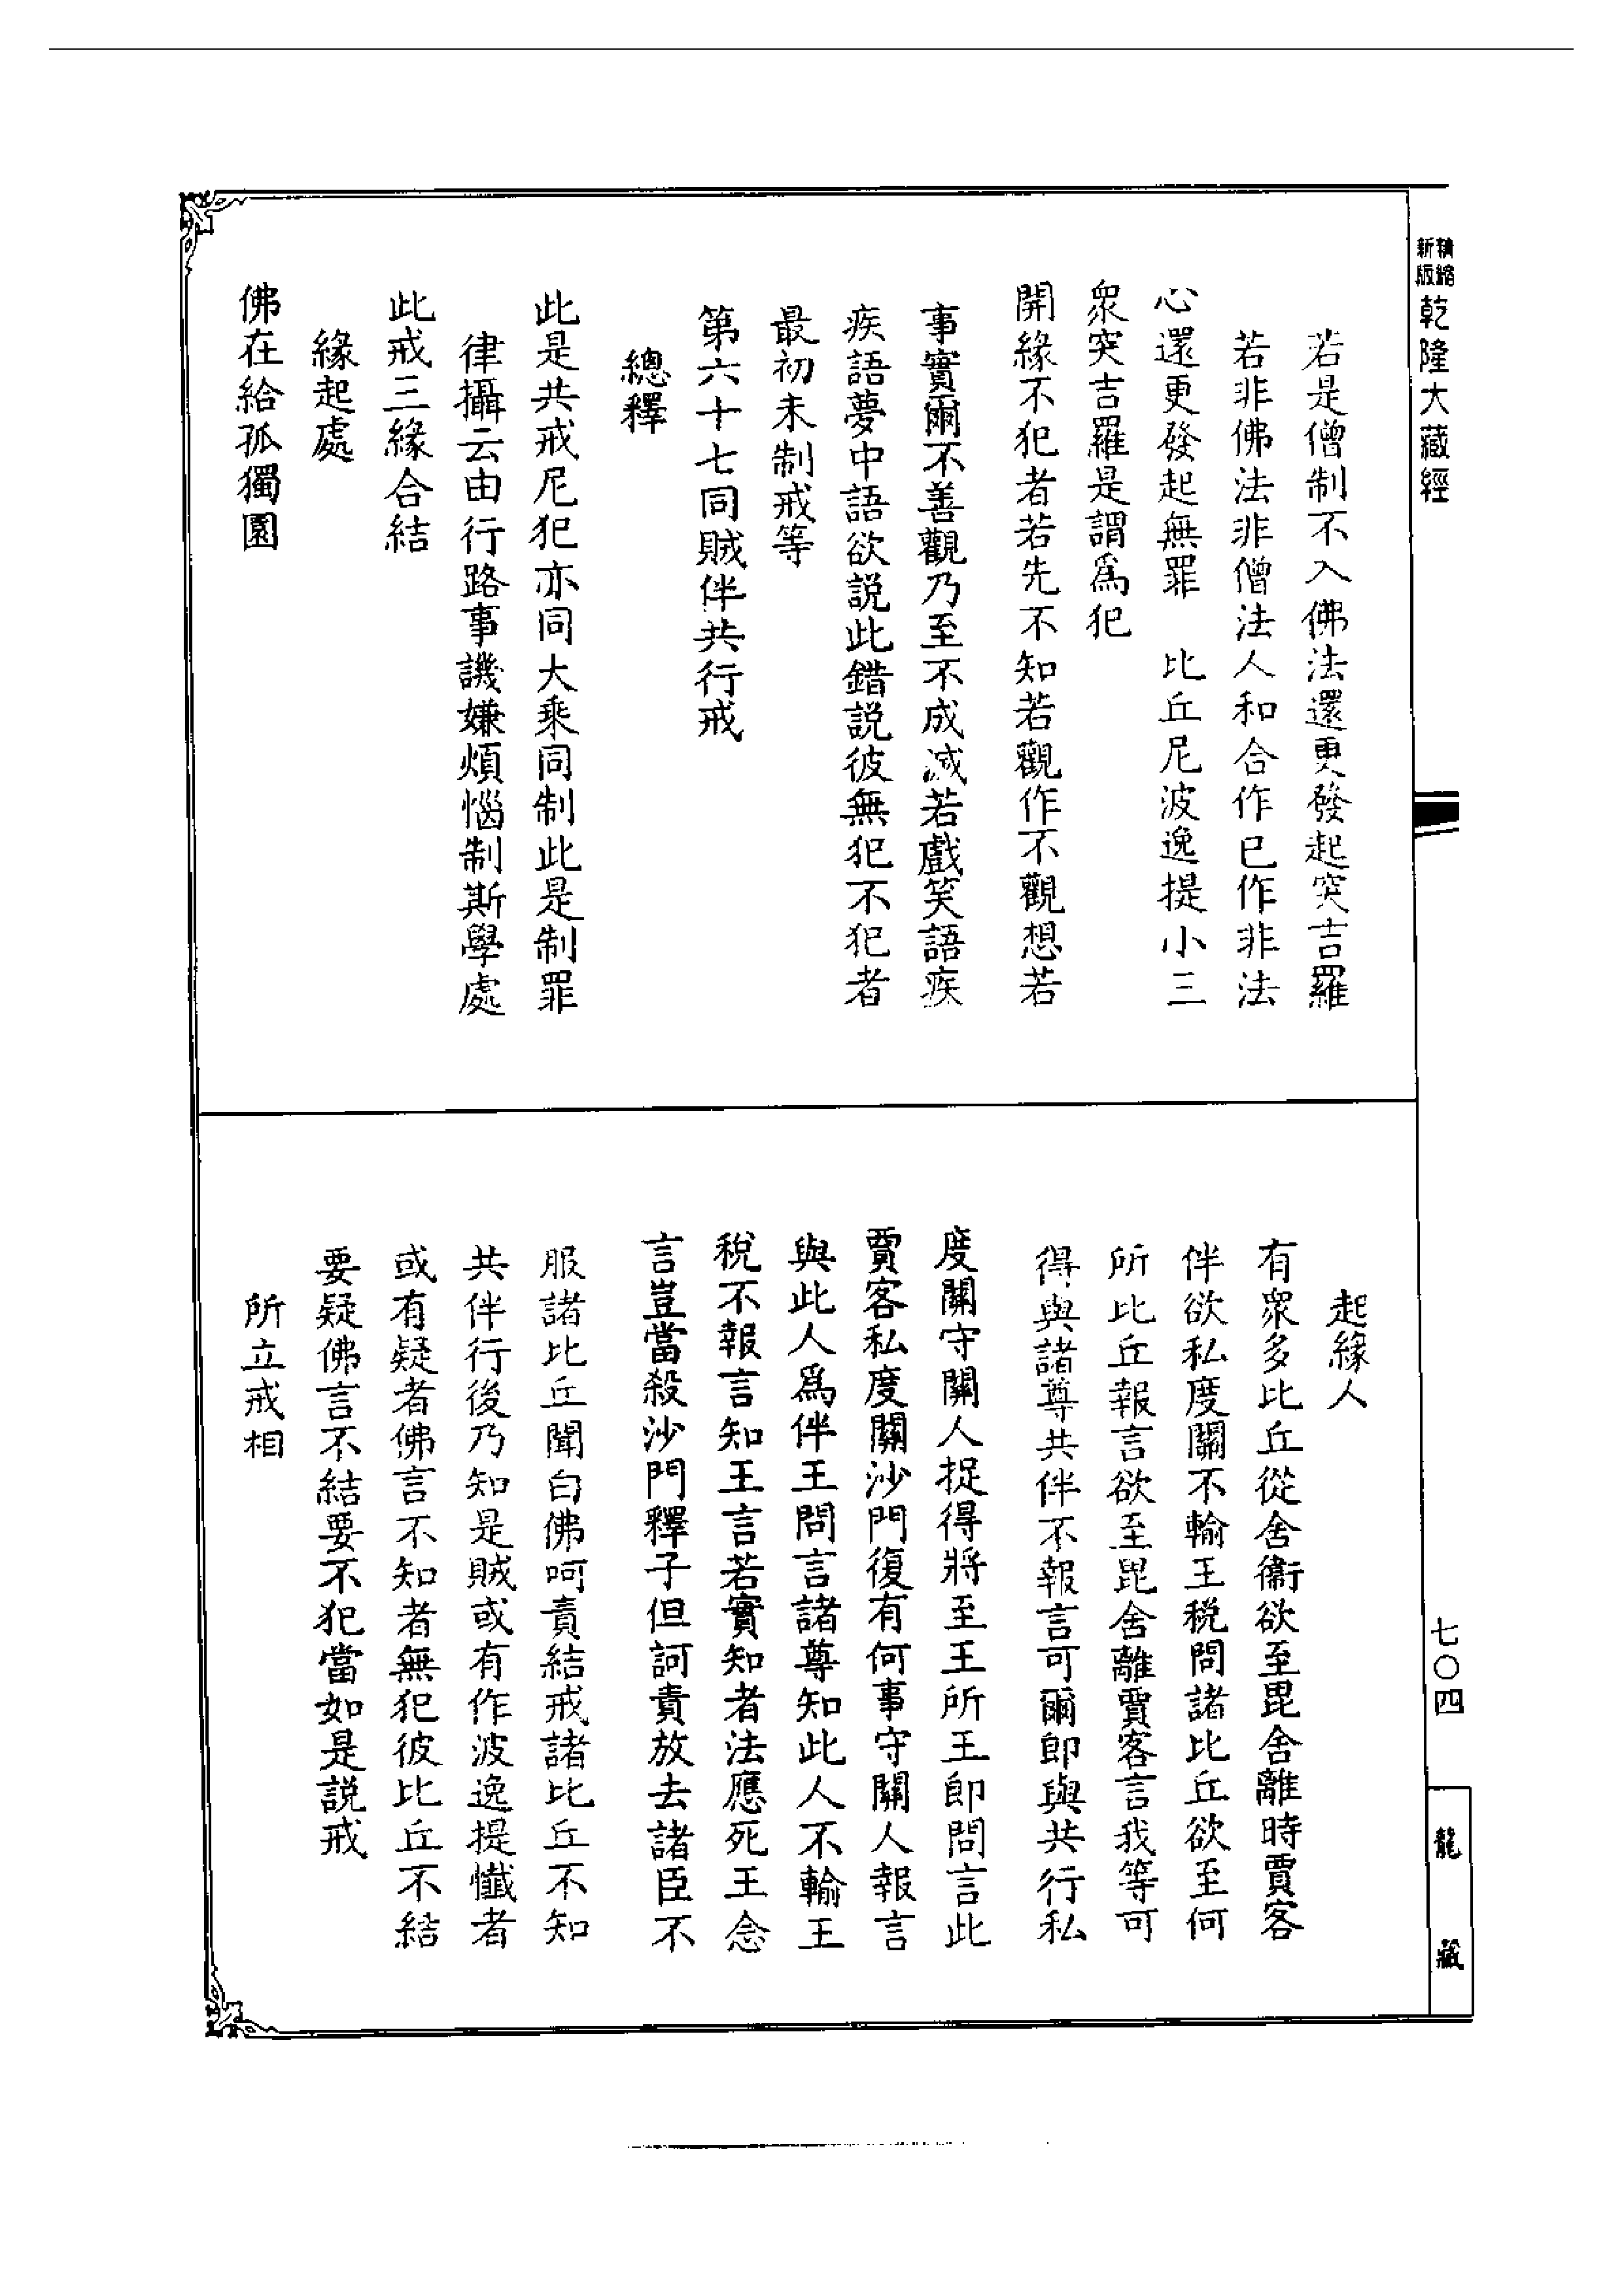 精縮新版乾隆大藏經
若是僧制不入佛法還更發起突吉羅
若非佛法非僧法人和合作已作非法
心還更發起無罪　比丘尼波逸提小三
眾突吉羅是謂爲犯
開緣不犯者若先不知若觀作不觀想若
事實爾不善觀乃至不成滅若戲笑語疾
疾語夢中語欲説此錯説彼無犯不犯者
最初未制戒等
第六十七同賊伴共行戒
總釋
此是共戒尼犯亦同大乘同制此是制罪
律攝云由行路事譏嫌煩惱制斯學處
此戒三緣合結
緣起處
佛在給孤獨園
起緣人
有眾多比丘從舍衞欲至毘舍離時賈客
伴欲私度關不輸王税問諸比丘欲至何
所比丘報言欲至毘舍離賈客言我等可
得與諸尊共伴不報言可爾即與共行私
度關守關人捉得將至王所王即問言此
賈客私度關沙門復有何事守關人報言
與此人爲伴王問言諸尊知此人不輸王
稅不報言知王言若實知者法應死王念
言豈當殺沙門釋子但訶責放去諸臣不
服諸比丘聞白佛呵責結戒諸比丘不知
共伴行後乃知是賊或有作波逸提懺者
或有疑者佛言不知者無犯彼比丘不結
要疑佛言不結要不犯當如是説戒
所立戒相
七〇四
龍藏